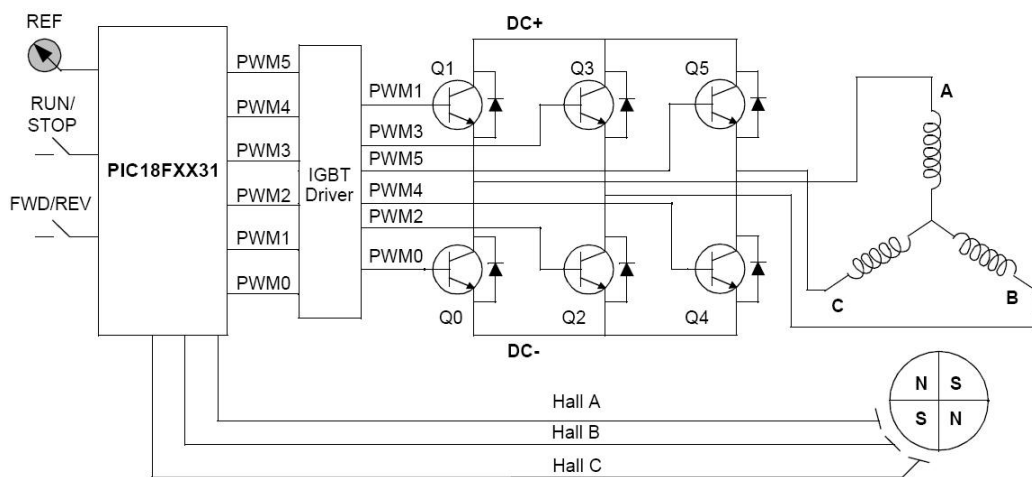 REF
RUN/
STOP
FWD/REV
PIC18FXX31
PWM5
PWM4
PWM3
PWM2
PWM1
PWM0
IGBT
Driver
PWM1
PWM3
PWM5
PWM4
PWM2
PWM0
DC+
Q1
Q3
Q5
Q0
Q2
Q4
DC-
A
C
B
N S
S N
Hall A
Hall B
Hall C